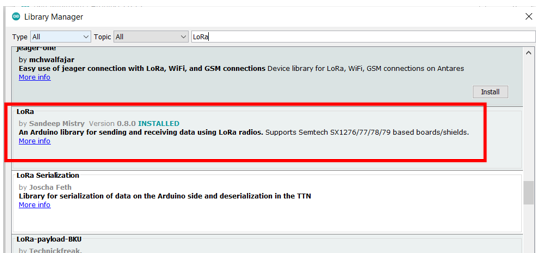 Library Manager
Type All Topic All LoRa
jeager-one
by mchwalfajar
Easy use of jeager connection with LoRa, WiFi, and GSM connections Device library for LoRa, WiFi, GSM connections on Antares
More info
Install
LoRa
by Sandeep Mistry Version 0.8.0 INSTALLED
An Arduino library for sending and receiving data using LoRa radios. Supports Semtech SX1276/77/78/79 based boards/shields.
More info
LoRa Serialization
by Joscha Feth
Library for serialization of data on the Arduino side and deserialization in the TTN
More info
LoRa-payload-BKU
by Technickfreak.